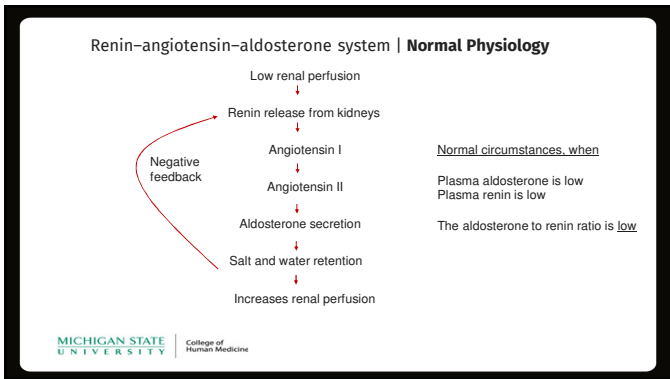 Renin–angiotensin–aldosterone system | Normal Physiology
Low renal perfusion
Renin release from kidneys
Angiotensin I
Angiotensin II
Aldosterone secretion
Salt and water retention
Increases renal perfusion
Negative
feedback
Normal circumstances, when
Plasma aldosterone is low
Plasma renin is low
The aldosterone to renin ratio is low
MICHIGAN STATE
UNIVERSITY
College of
Human Medicine